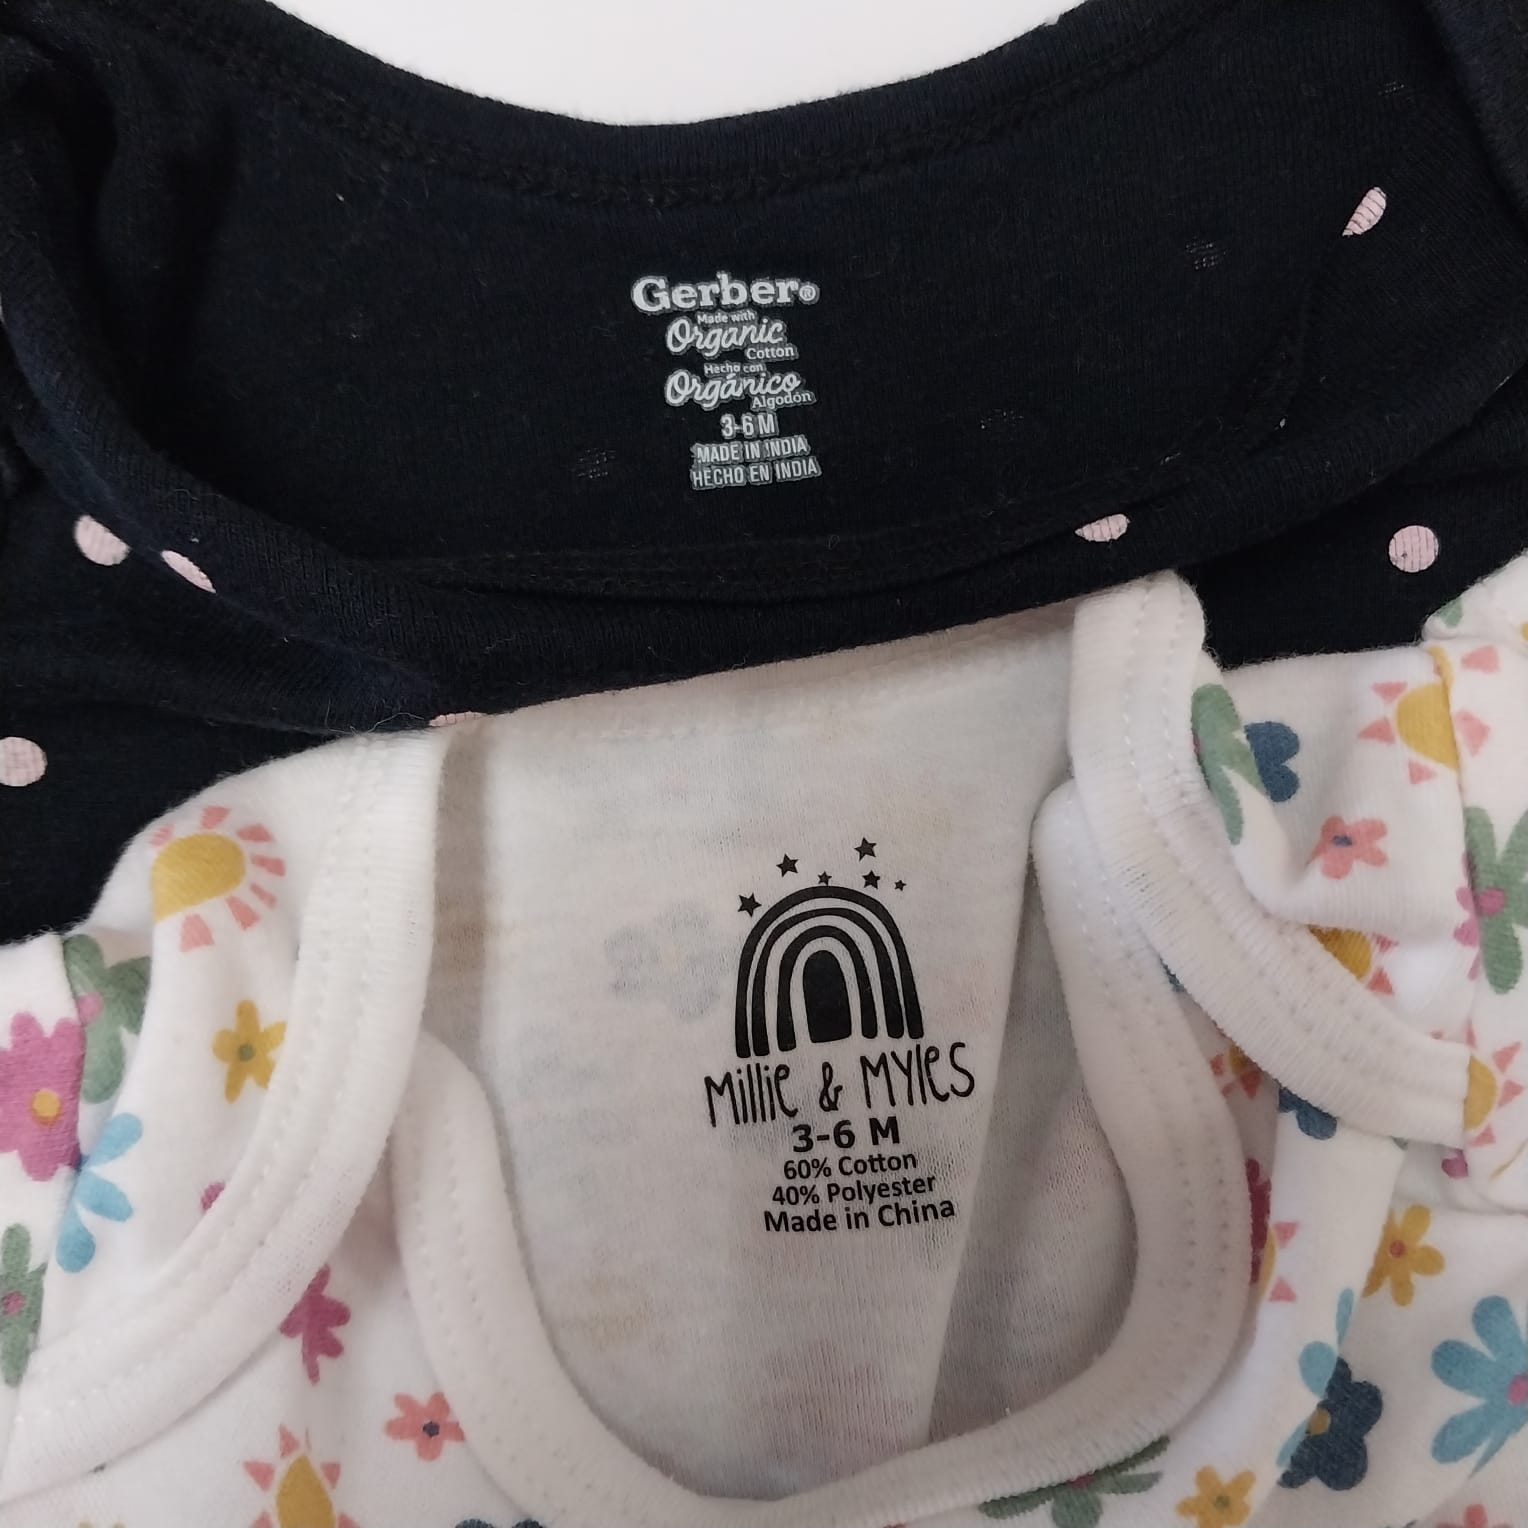 Gerber®
Made with
Organic
Cotton
Hecho con
Orgánico
Algodón
3-6 M
MADE IN INDIA
HECHO EN INDIA
Millie & Myles
3-6 M
60% Cotton
40% Polyester
Made in China